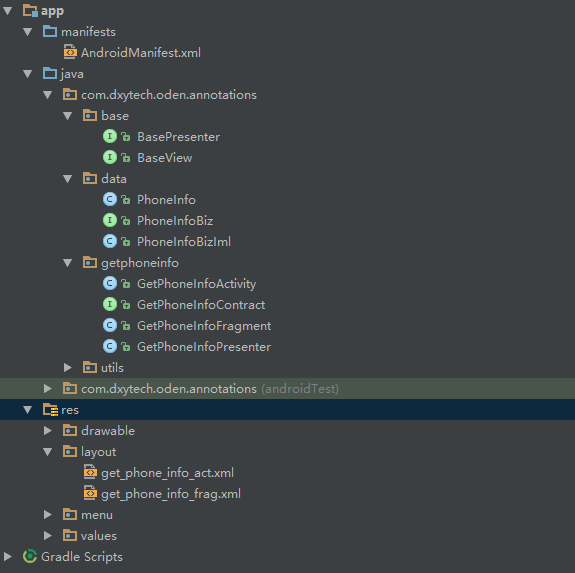 app
manifests
AndroidManifest.xml
java
com.dxytech.oden.annotations
base
BasePresenter
BaseView
data
PhoneInfo
PhoneInfoBiz
PhoneInfoBizIml
getphoneinfo
GetPhoneInfoActivity
GetPhoneInfoContract
GetPhoneInfoFragment
GetPhoneInfoPresenter
utils
com.dxytech.oden.annotations (androidTest)
res
drawable
layout
get_phone_info_act.xml
get_phone_info_frag.xml
menu
values
Gradle Scripts